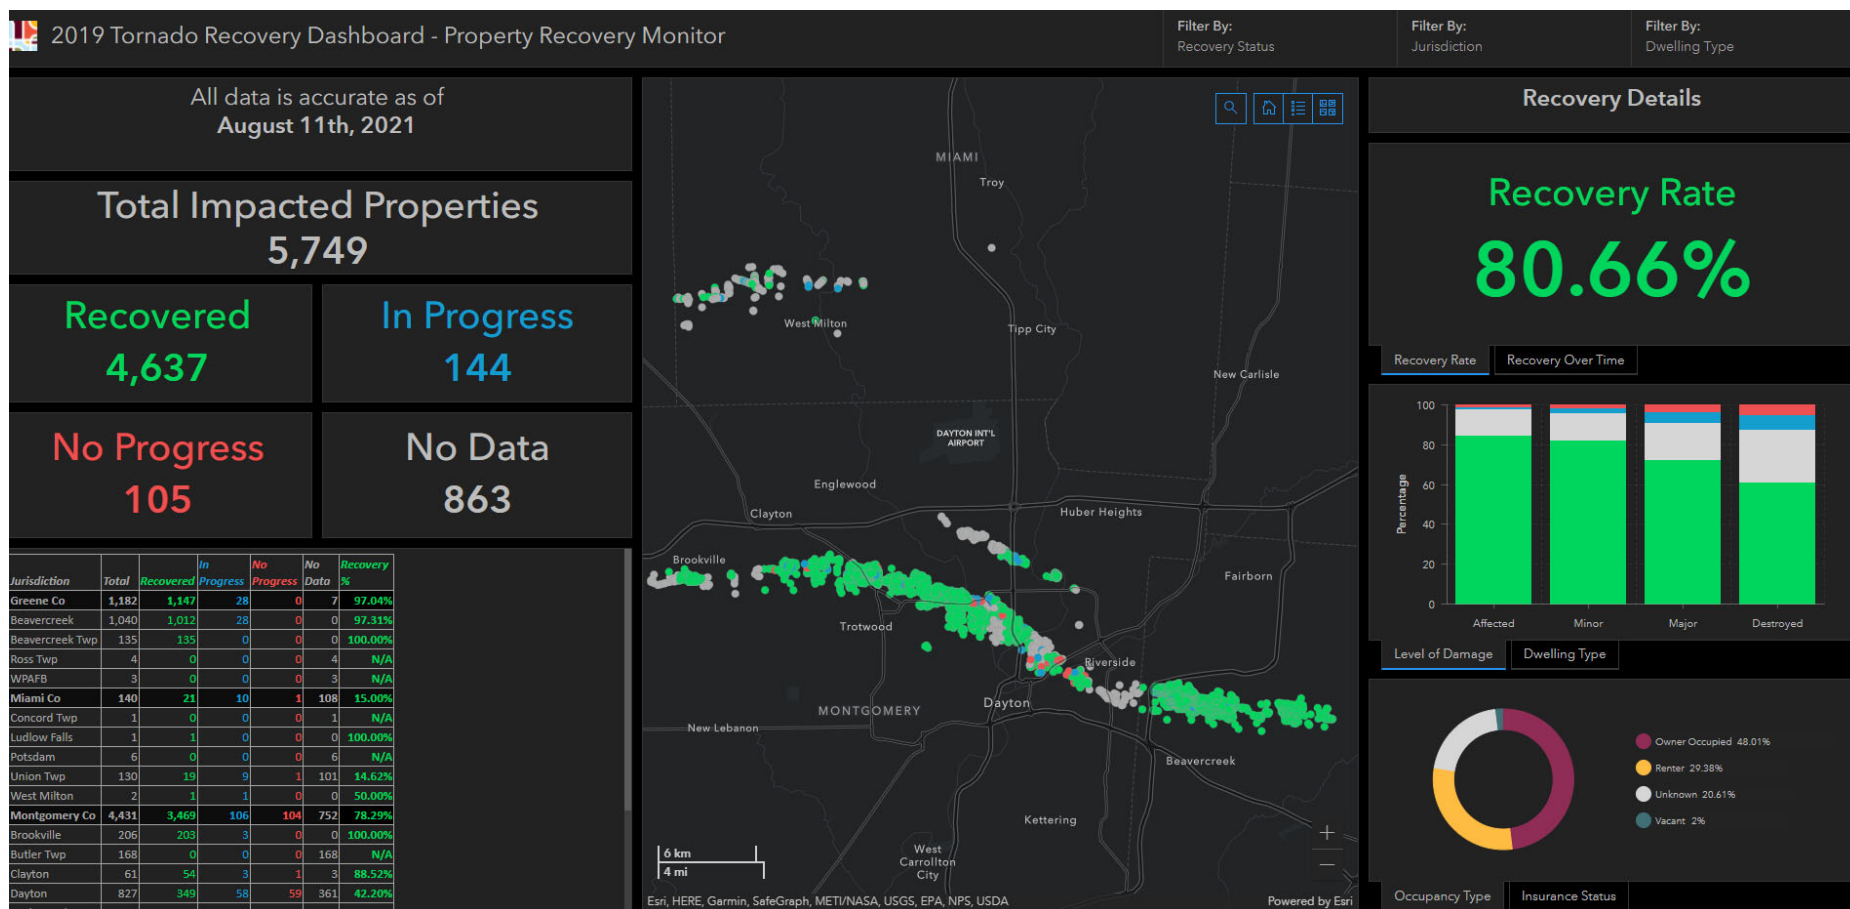 2019 Tornado Recovery Dashboard - Property Recovery Monitor
Filter By:
Recovery Status
Filter By:
Jurisdiction
Filter By:
Dwelling Type
All data is accurate as of
August 11th, 2021
Total Impacted Properties
5,749
Recovered
4,637
In Progress
144
No Progress
105
No Data
863
Jurisdiction Total Recovered In Progress No Progress No Data Recovery %
Greene Co 1,182 1,147 28 0 7 97.04%
Beavercreek 1,040 1,012 28 0 0 97.31%
Beavercreek Twp 135 135 0 0 0 100.00%
Ross Twp 4 0 0 0 4 N/A
WPAFB 3 0 0 0 3 N/A
Miami Co 140 21 10 1 108 15.00%
Concord Twp 1 0 0 0 1 N/A
Ludlow Falls 1 1 0 0 0 100.00%
Potsdam 6 0 0 0 6 N/A
Union Twp 130 19 9 1 101 14.62%
West Milton 2 1 1 0 0 50.00%
Montgomery Co 4,431 3,469 106 104 752 78.29%
Brookville 206 203 3 0 0 100.00%
Butler Twp 168 0 0 0 168 N/A
Clayton 61 54 3 1 3 88.52%
Dayton 827 349 58 59 361 42.20%
MIAMI
Troy
West Milton
Tipp City
New Carlisle
DAYTON INT'L
AIRPORT
Englewood
Clayton
Huber Heights
Brookville
Fairborn
Trotwood
Riverside
Dayton
MONTGOMERY
New Lebanon
Beavercreek
Kettering
West
Carrollton
City
6 km
4 mi
+
−
Esri, HERE, Garmin, SafeGraph, METI/NASA, USGS, EPA, NPS, USDA
Powered by Esri
Recovery Details
Recovery Rate
80.66%
Recovery Rate
Recovery Over Time
Percentage
100
80
60
40
20
0
Affected
Minor
Major
Destroyed
Level of Damage
Dwelling Type
Owner Occupied 48.01%
Renter 29.38%
Unknown 20.61%
Vacant 2%
Occupancy Type
Insurance Status